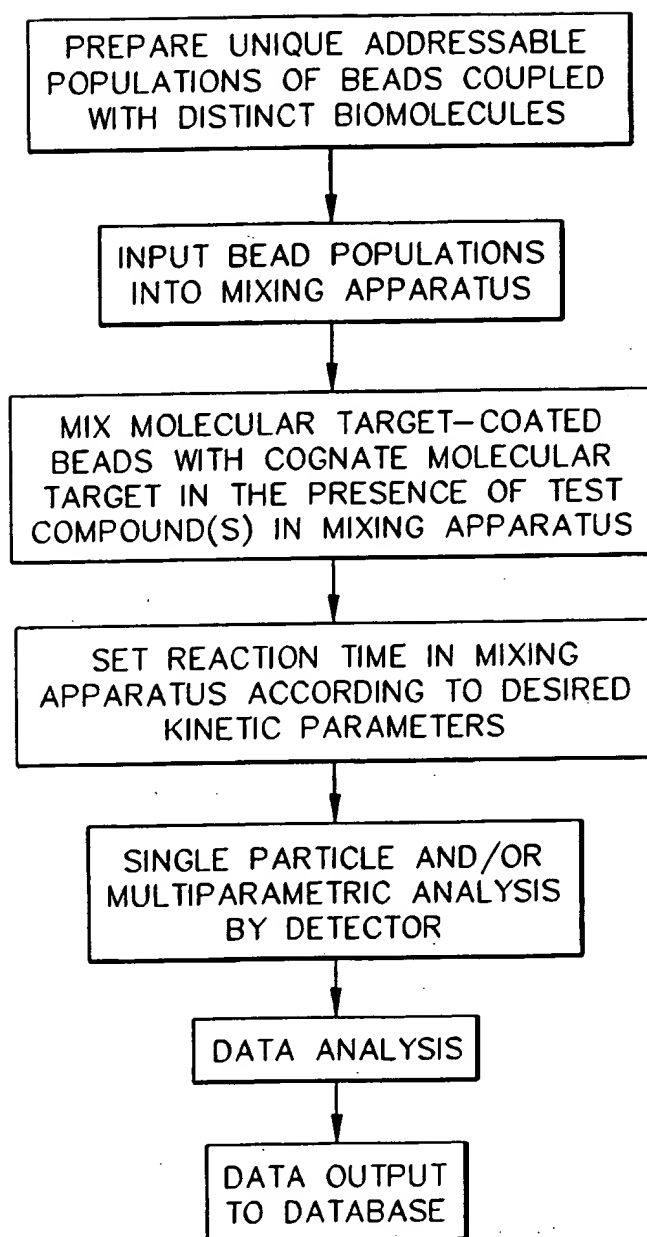 PREPARE UNIQUE ADDRESSABLE
POPULATIONS OF BEADS COUPLED
WITH DISTINCT BIOMOLECULES
INPUT BEAD POPULATIONS
INTO MIXING APPARATUS
MIX MOLECULAR TARGET-COATED
BEADS WITH COGNATE MOLECULAR
TARGET IN THE PRESENCE OF TEST
COMPOUND(S) IN MIXING APPARATUS
SET REACTION TIME IN MIXING
APPARATUS ACCORDING TO DESIRED
KINETIC PARAMETERS
SINGLE PARTICLE AND/OR
MULTIPARAMETRIC ANALYSIS
BY DETECTOR
DATA ANALYSIS
DATA OUTPUT
TO DATABASE